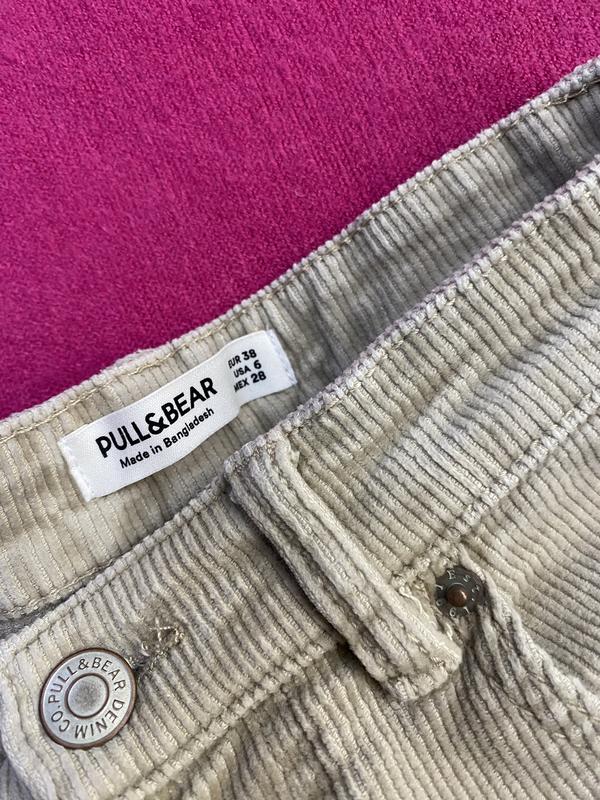 PULL&BEAR
Made in Bangladesh
EUR 38
USA 6
MEX 28
PULL&BEAR DENIM CO.